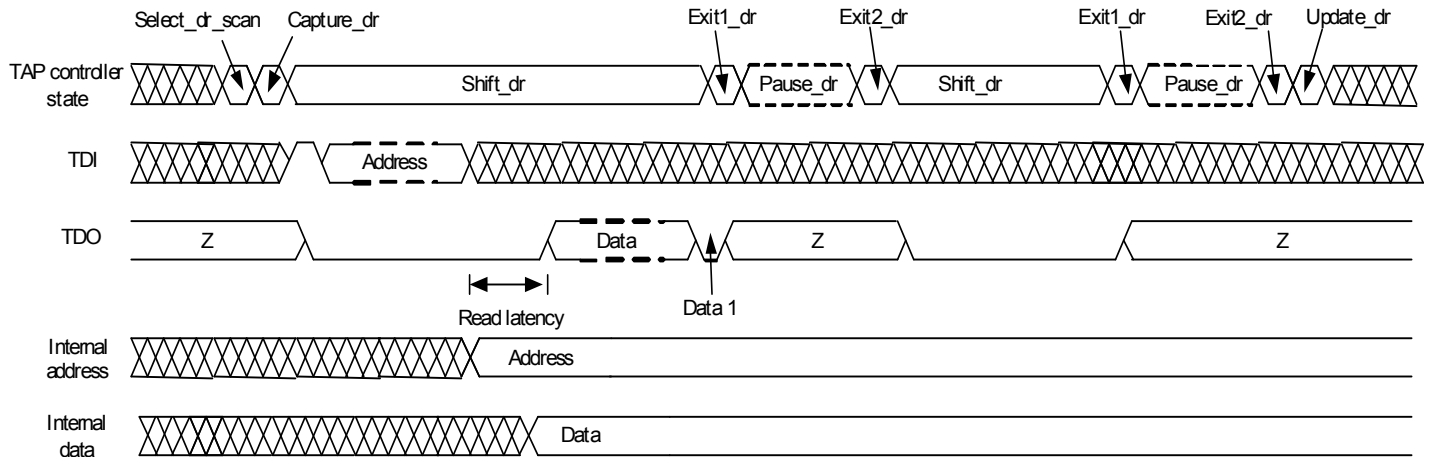 Select_dr_scan
Capture_dr
Exit1_dr
Exit2_dr
Exit1_dr
Exit2_dr
Update_dr
TAP controller
state
Shift_dr
Pause_dr
Shift_dr
Pause_dr
TDI
Address
TDO
Z
Data
Z
Z
Read latency
Data 1
Internal
address
Address
Internal
data
Data